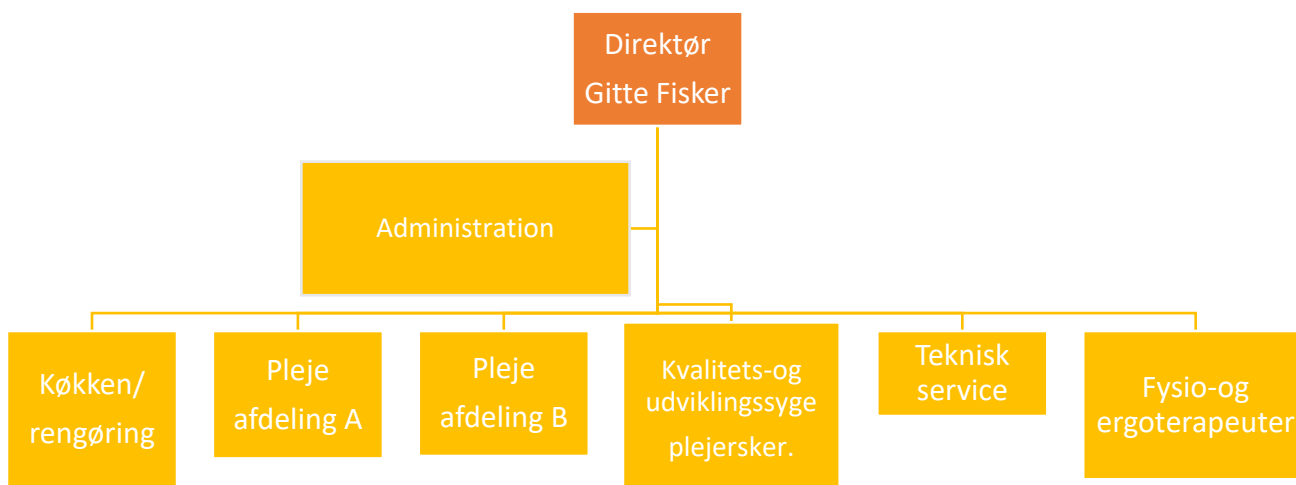 Direktør
Gitte Fisker
Administration
Køkken/
rengøring
Pleje
afdeling A
Pleje
afdeling B
Kvalitets-og
udviklingssyge
plejersker.
Teknisk
service
Fysio-og
ergoterapeuter